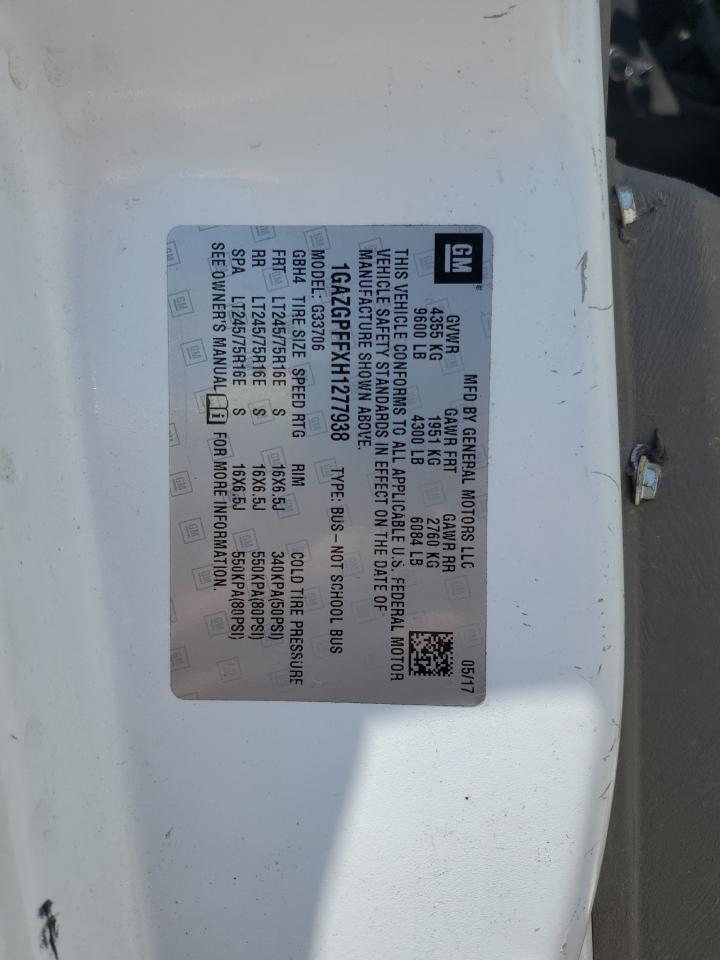 GM®
MFD BY GENERAL MOTORS LLC 05/17
GVWR GAWR FRT GAWR RR
4355 KG 1951 KG 2760 KG
9600 LB 4300 LB 6084 LB
THIS VEHICLE CONFORMS TO ALL APPLICABLE U.S. FEDERAL MOTOR
VEHICLE SAFETY STANDARDS IN EFFECT ON THE DATE OF
MANUFACTURE SHOWN ABOVE.
1GAZGPFFXH1277938 TYPE: BUS – NOT SCHOOL BUS
MODEL: G33706
GBH4 TIRE SIZE SPEED RTG RIM COLD TIRE PRESSURE
FRT LT245/75R16E S 16X6.5J 340KPA(50PSI)
RR LT245/75R16E S 16X6.5J 550KPA(80PSI)
SPA LT245/75R16E S 16X6.5J 550KPA(80PSI)
SEE OWNER'S MANUAL i FOR MORE INFORMATION.